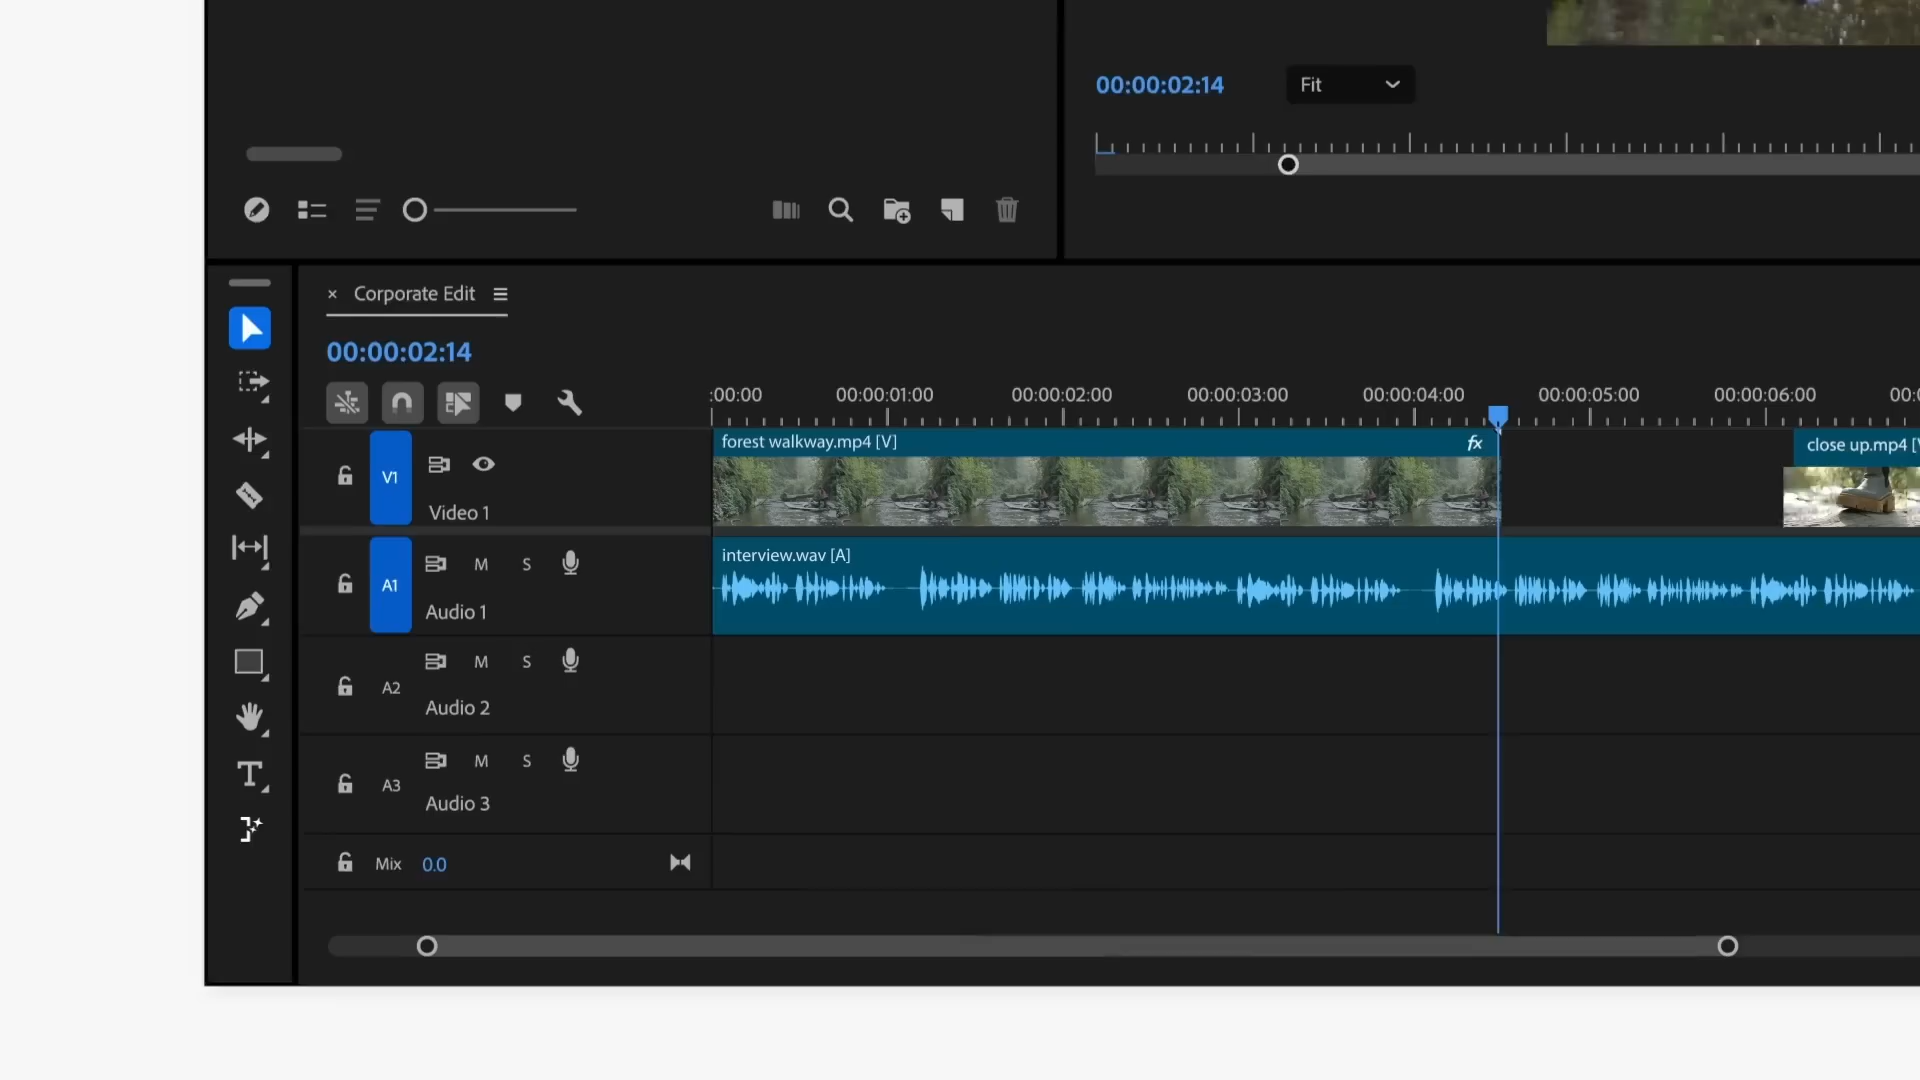 00:00:02:14
Fit
Corporate Edit
00:00:02:14
:00:00
00:00:01:00
00:00:02:00
00:00:03:00
00:00:04:00
00:00:05:00
00:00:06:00
00:
forest walkway.mp4 [V]
fx
close up.mp4 [V
V1
Video 1
interview.wav [A]
A1
M
S
Audio 1
A2
M
S
Audio 2
A3
M
S
Audio 3
Mix
0.0